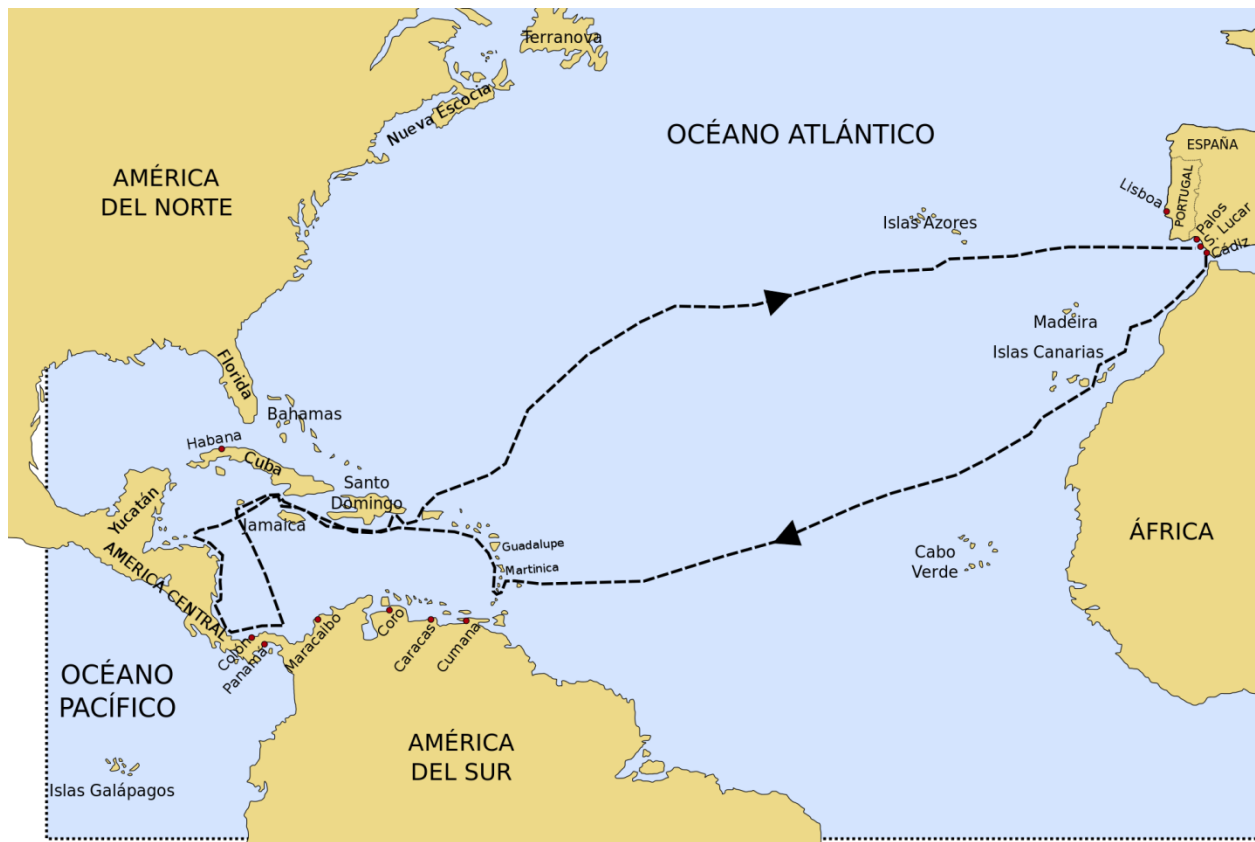 Terranova
Nueva Escocia
OCÉANO ATLÁNTICO
ESPAÑA
PORTUGAL
Lisboa
Palos
S. Lucar
Cádiz
AMÉRICA
DEL NORTE
Islas Azores
Madeira
Islas Canarias
Florida
Bahamas
Habana
Cuba
Santo
Domingo
Yucatán
Jamaica
Guadalupe
Martinica
ÁFRICA
Cabo
Verde
AMERICA CENTRAL
Colón
Panamá
Maracaibo
Coro
Caracas
Cumana
OCÉANO
PACÍFICO
AMÉRICA
DEL SUR
Islas Galápagos